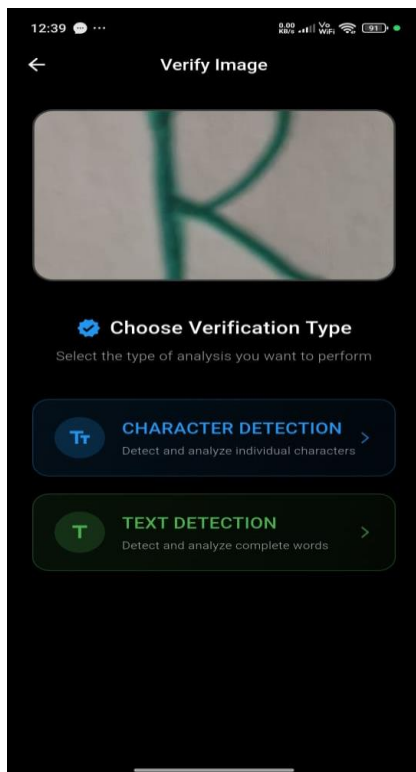 12:39
0.00
KB/s
Vo
WiFi
91
Verify Image
R
Choose Verification Type
Select the type of analysis you want to perform
Tт
CHARACTER DETECTION
Detect and analyze individual characters
T
TEXT DETECTION
Detect and analyze complete words